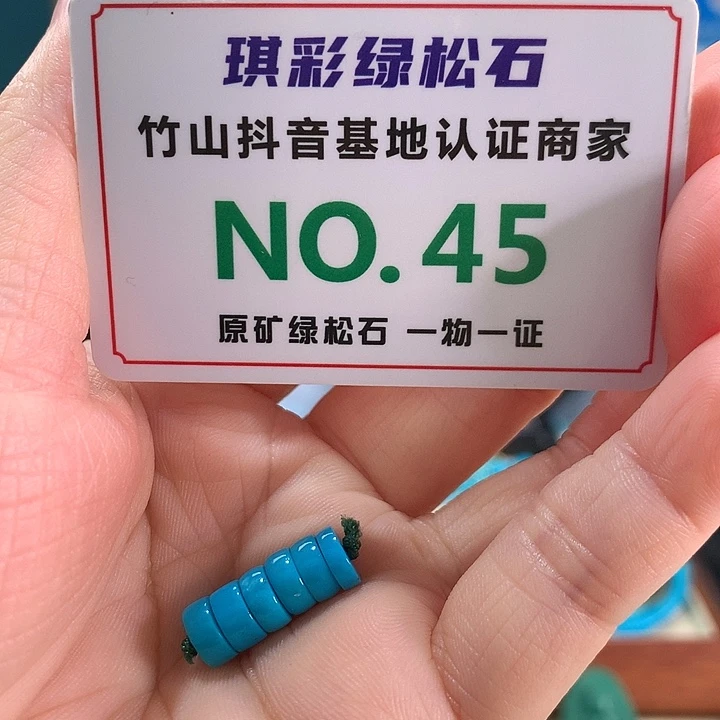 琪彩绿松石
竹山抖音基地认证商家
NO.45
原矿绿松石 一物一证